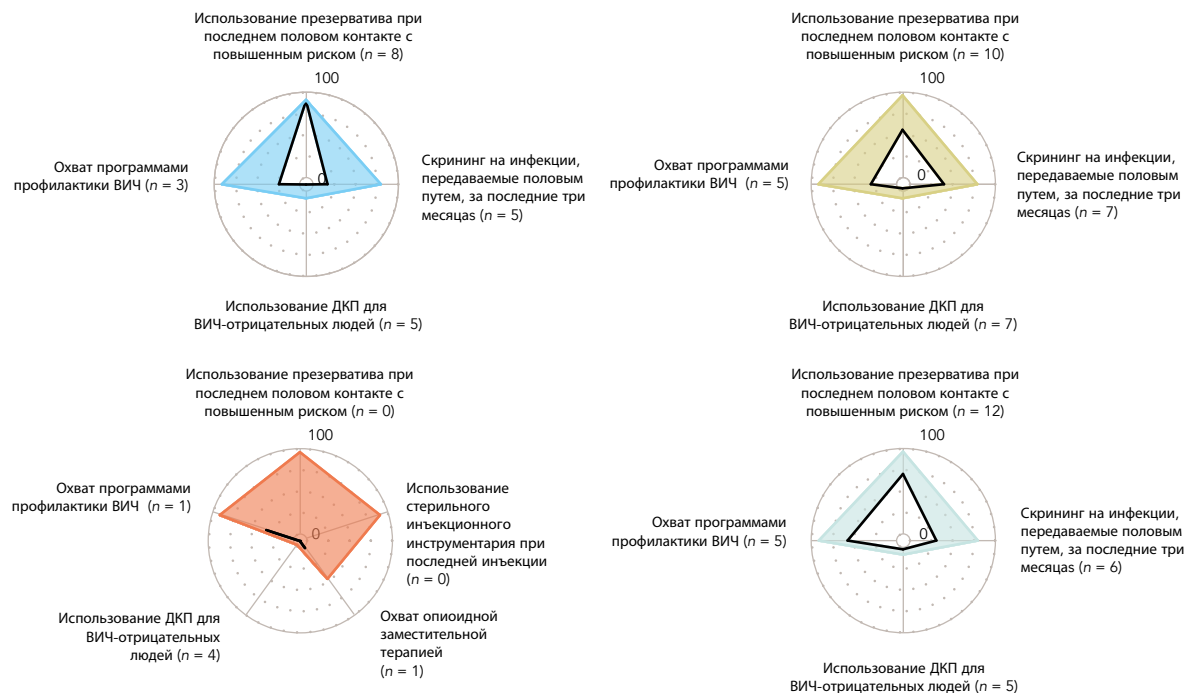 Использование презерватива при
последнем половом контакте с
повышенным риском (n = 8)
100
Охват программами
профилактики ВИЧ (n = 3)
0
Скрининг на инфекции,
передаваемые половым
путем, за последние три
месяцаs (n = 5)
Использование ДКП для
ВИЧ-отрицательных людей (n = 5)
Использование презерватива при
последнем половом контакте с
повышенным риском (n = 10)
100
Охват программами
профилактики ВИЧ (n = 5)
0
Скрининг на инфекции,
передаваемые половым
путем, за последние три
месяцаs (n = 7)
Использование ДКП для
ВИЧ-отрицательных людей (n = 7)
Использование презерватива при
последнем половом контакте с
повышенным риском (n = 0)
100
Охват программами
профилактики ВИЧ (n = 1)
0
Использование
стерильного
инъекционного
инструментария при
последней инъекции
(n = 0)
Использование ДКП для
ВИЧ-отрицательных
людей (n = 4)
Охват опиоидной
заместительной
терапией
(n = 1)
Использование презерватива при
последнем половом контакте с
повышенным риском (n = 12)
100
Охват программами
профилактики ВИЧ (n = 5)
0
Скрининг на инфекции,
передаваемые половым
путем, за последние три
месяцаs (n = 6)
Использование ДКП для
ВИЧ-отрицательных людей (n = 5)